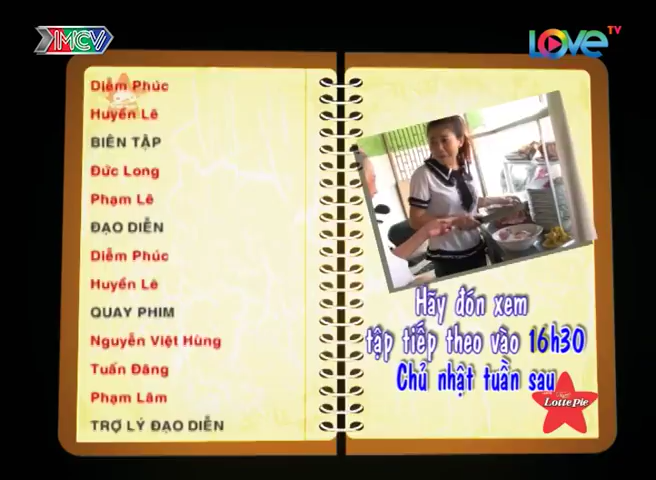 MCV
LOVE TV
Diễm Phúc
Huyền Lê
BIÊN TẬP
Đức Long
Phạm Lê
ĐẠO DIỄN
Diễm Phúc
Huyền Lê
QUAY PHIM
Nguyễn Việt Hùng
Tuấn Đăng
Phạm Lâm
TRỢ LÝ ĐẠO DIỄN
Hãy đón xem
tập tiếp theo vào 16h30
Chủ nhật tuần sau
Lotte Pie